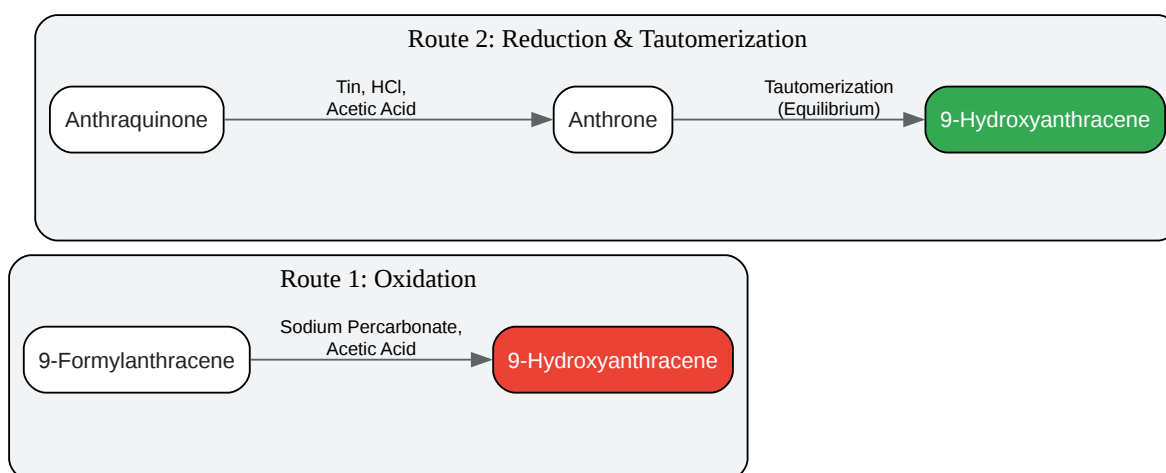 Route 2: Reduction & Tautomerization
Anthraquinone
Tin, HCl,
Acetic Acid
Anthrone
Tautomerization
(Equilibrium)
9-Hydroxyanthracene
Route 1: Oxidation
9-Formylanthracene
Sodium Percarbonate,
Acetic Acid
9-Hydroxyanthracene